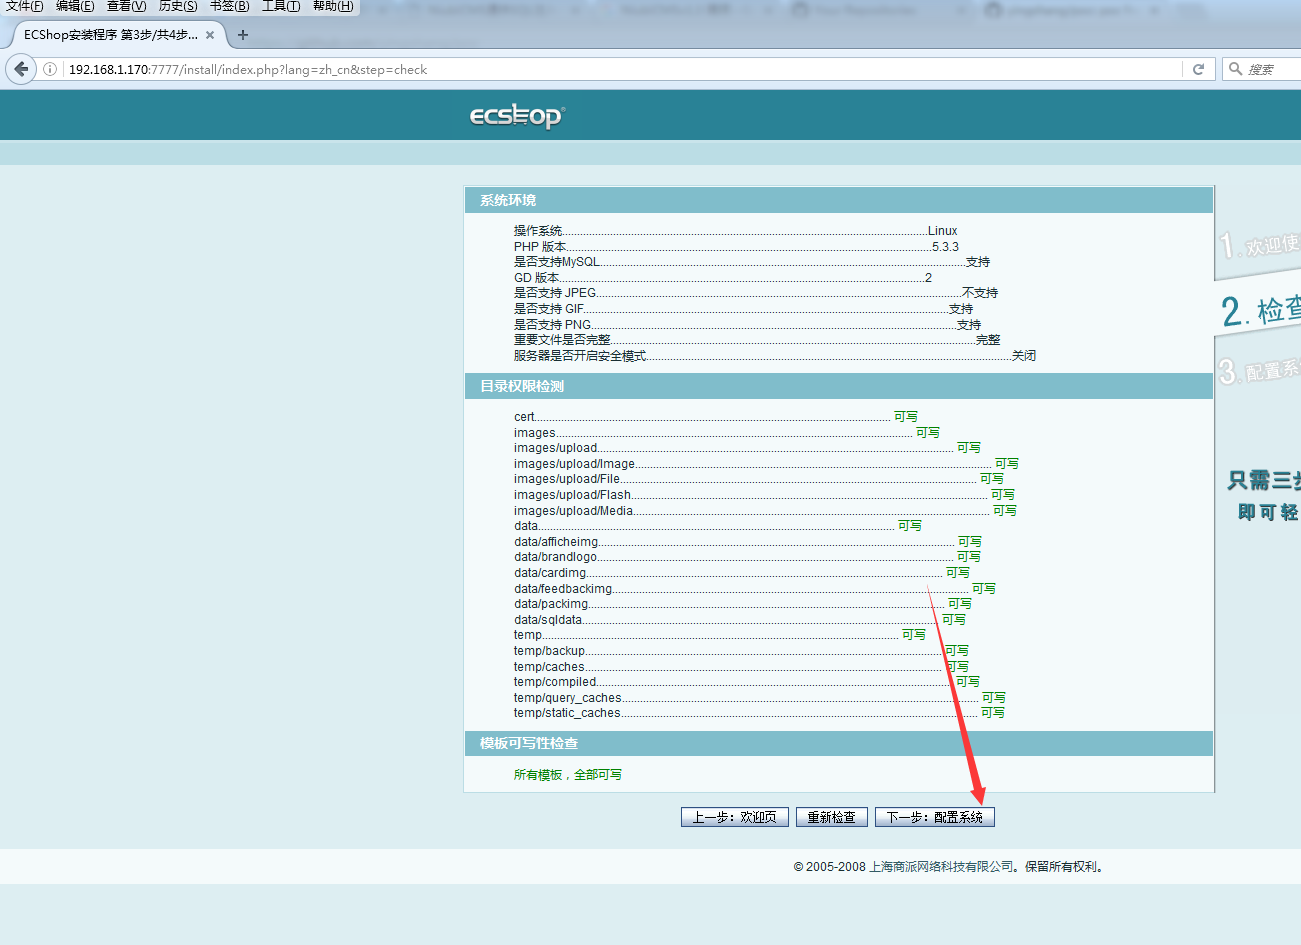 文件(F) 编辑(E) 查看(V) 历史(S) 书签(B) 工具(T) 帮助(H)
ECShop安装程序 第3步/共4步...
192.168.1.170:7777/install/index.php?lang=zh_cn&step=check
搜索
ECSHOP
系统环境
操作系统......Linux
PHP 版本......5.3.3
是否支持MySQL......支持
GD 版本......2
是否支持 JPEG......不支持
是否支持 GIF......支持
是否支持 PNG......支持
重要文件是否完整......完整
服务器是否开启安全模式......关闭
1.欢迎使
2.检查
3.配置系
目录权限检测
cert...... 可写
images...... 可写
images/upload...... 可写
images/upload/Image...... 可写
images/upload/File...... 可写
images/upload/Flash...... 可写
images/upload/Media...... 可写
data...... 可写
data/afficheimg...... 可写
data/brandlogo...... 可写
data/cardimg...... 可写
data/feedbackimg...... 可写
data/packimg...... 可写
data/sqldata...... 可写
temp...... 可写
temp/backup...... 可写
temp/caches...... 可写
temp/compiled...... 可写
temp/query_caches...... 可写
temp/static_caches...... 可写
只需三步
即可轻
模板可写性检查
所有模板，全部可写
上一步：欢迎页 重新检查 下一步：配置系统
© 2005-2008 上海商派网络科技有限公司。保留所有权利。